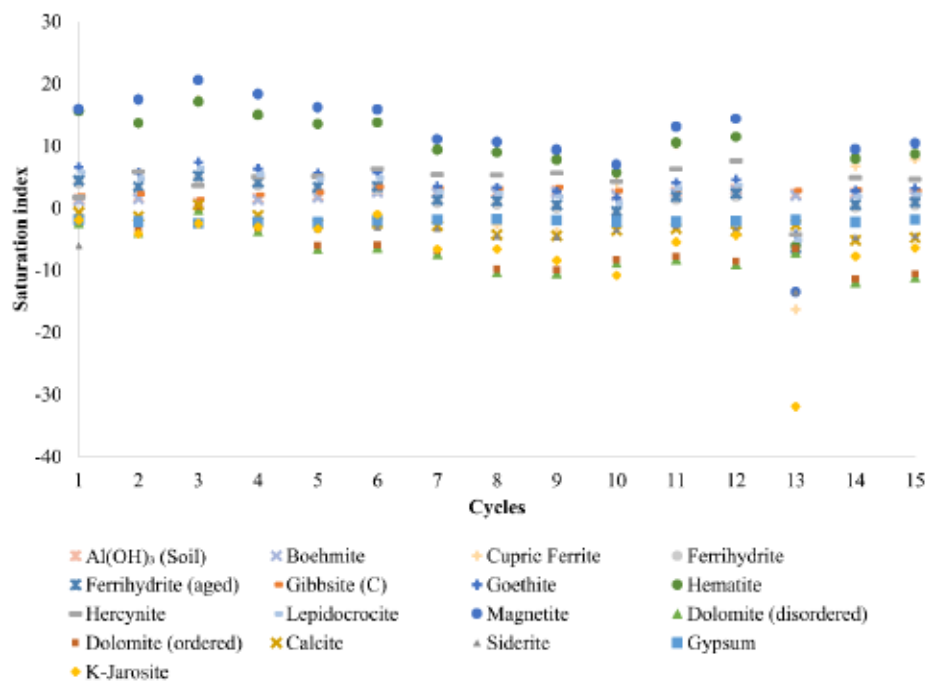 30
20
10
0
-10
-20
-30
-40
Saturation index
1 2 3 4 5 6 7 8 9 10 11 12 13 14 15
Cycles
Al(OH)₃ (Soil) Boehmite Cupric Ferrite Ferrihydrite
Ferrihydrite (aged) Gibbsite (C) Goethite Hematite
Hercynite Lepidocrocite Magnetite Dolomite (disordered)
Dolomite (ordered) Calcite Siderite Gypsum
K-Jarosite